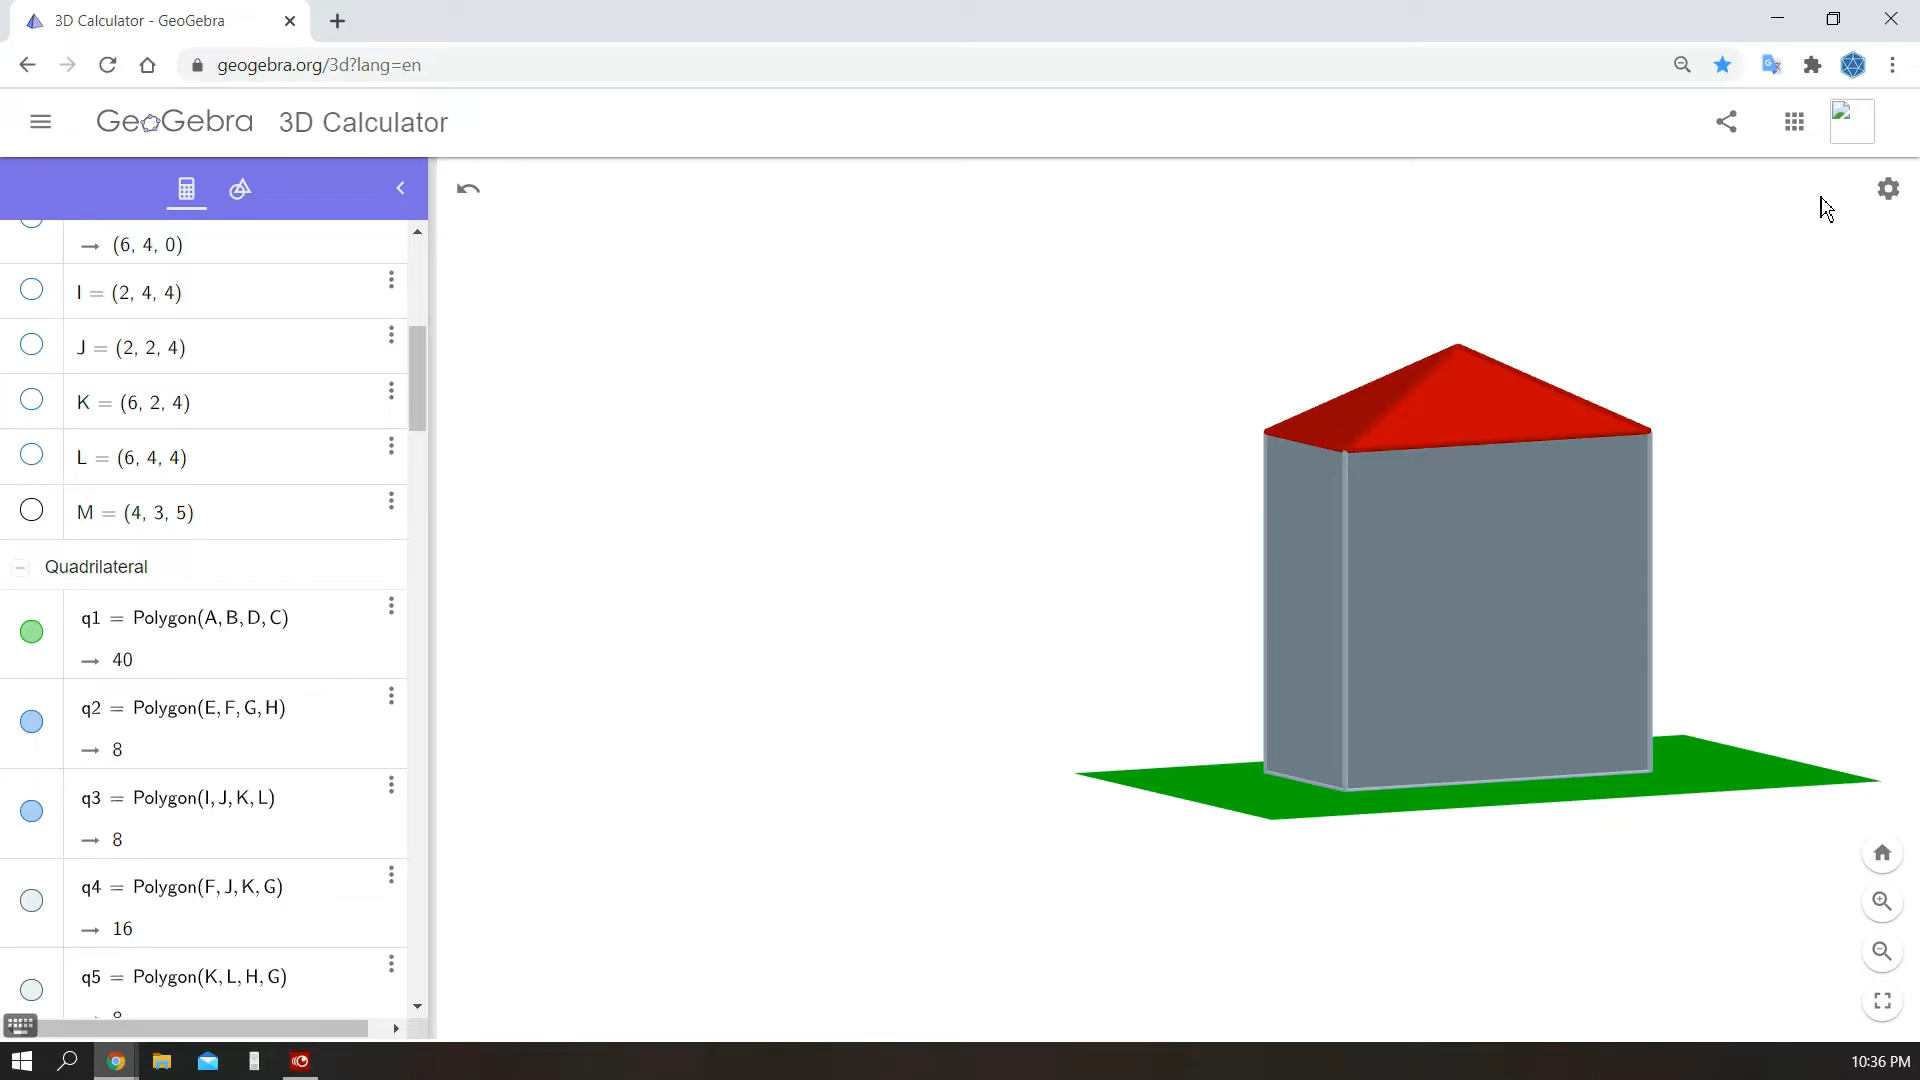 3D Calculator - GeoGebra
geogebra.org/3d?lang=en
GeoGebra 3D Calculator
→ (6, 4, 0)
I = (2, 4, 4)
J = (2, 2, 4)
K = (6, 2, 4)
L = (6, 4, 4)
M = (4, 3, 5)
Quadrilateral
q1 = Polygon(A, B, D, C)
→ 40
q2 = Polygon(E, F, G, H)
→ 8
q3 = Polygon(I, J, K, L)
→ 8
q4 = Polygon(F, J, K, G)
→ 16
q5 = Polygon(K, L, H, G)
10:36 PM